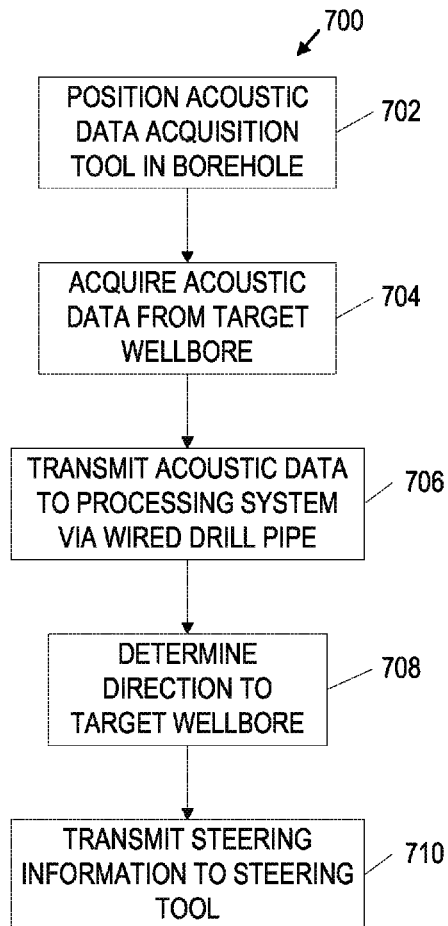 700
POSITION ACOUSTIC
DATA ACQUISITION
TOOL IN BOREHOLE
702
ACQUIRE ACOUSTIC
DATA FROM TARGET
WELLBORE
704
TRANSMIT ACOUSTIC DATA
TO PROCESSING SYSTEM
VIA WIRED DRILL PIPE
706
DETERMINE
DIRECTION TO
TARGET WELLBORE
708
TRANSMIT STEERING
INFORMATION TO STEERING
TOOL
710